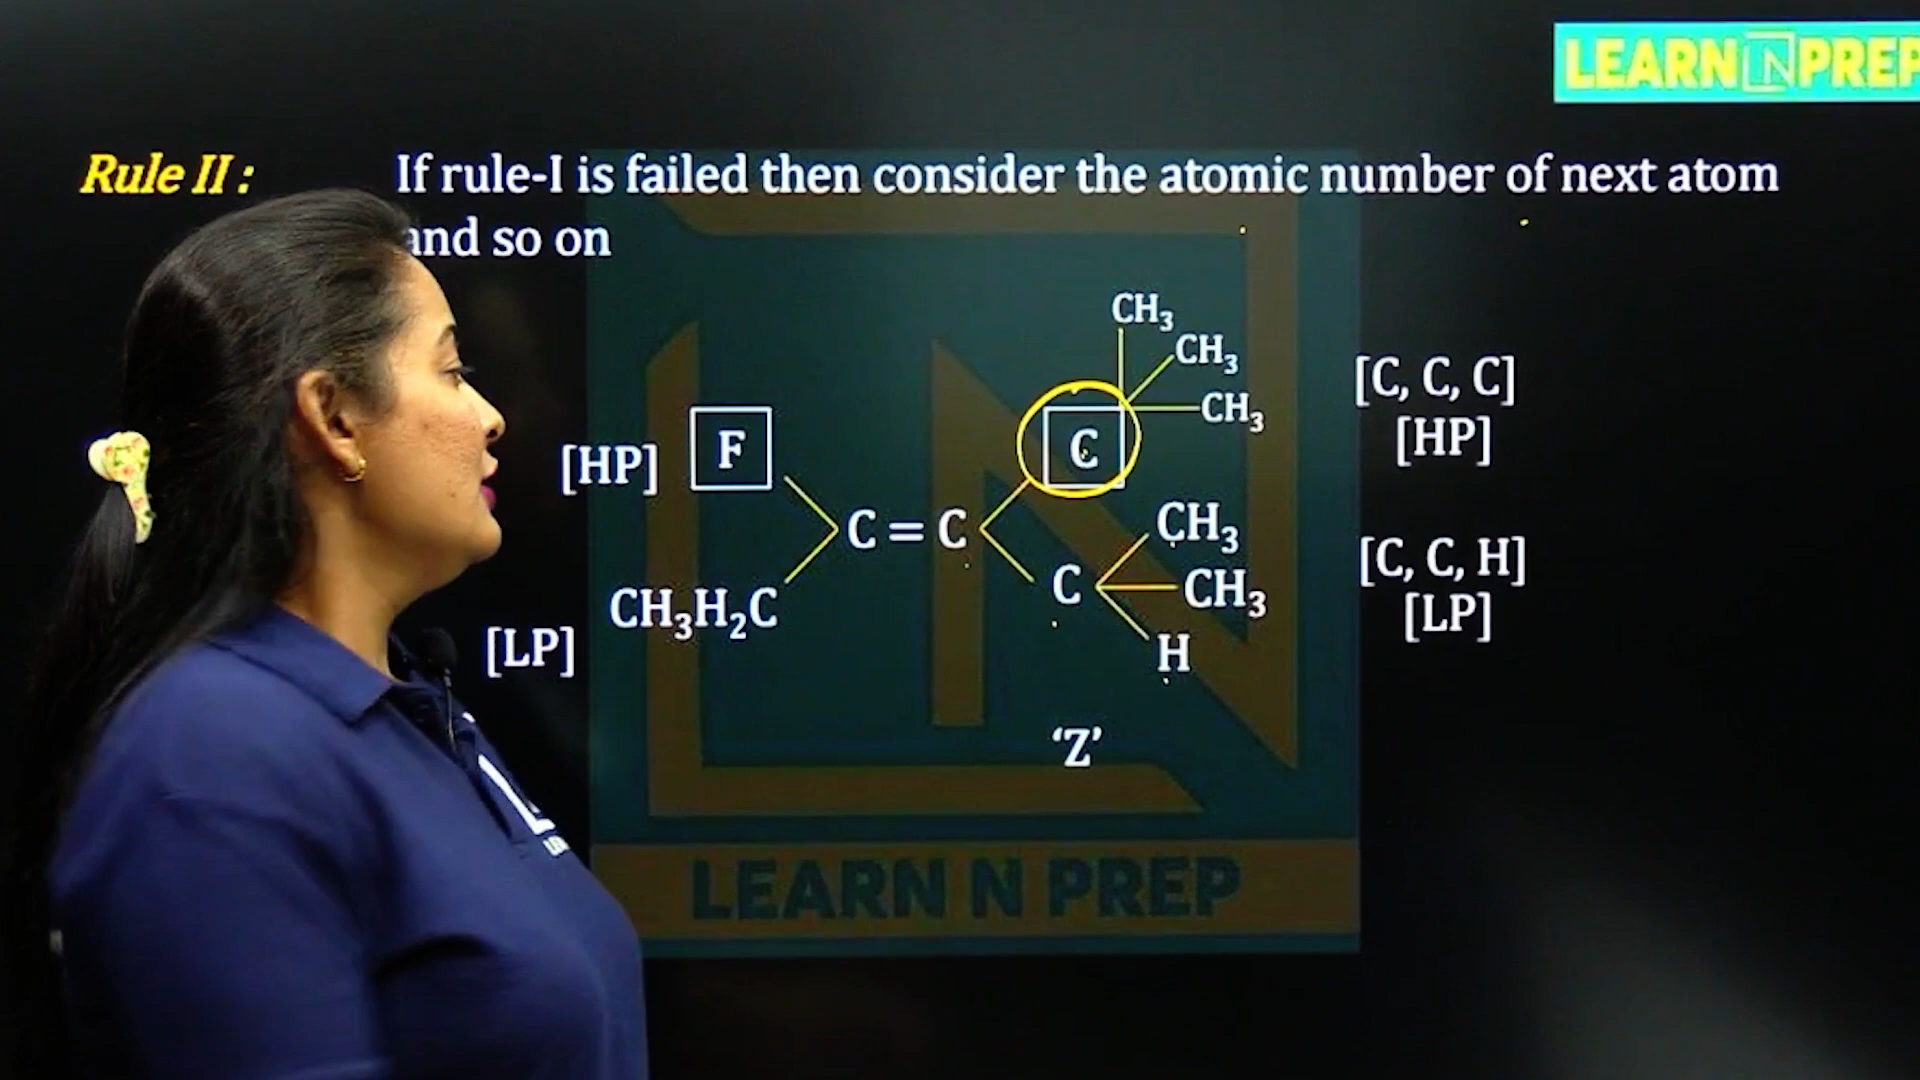 LEARN N PREP
Rule II : If rule-I is failed then consider the atomic number of next atom
and so on
CH₃
CH₃
CH₃
[C, C, C]
[HP]
[HP] F
C
C = C
CH₃
CH₃
C
H
[C, C, H]
[LP]
CH₃H₂C
[LP]
‘Z’
LEARN N PREP